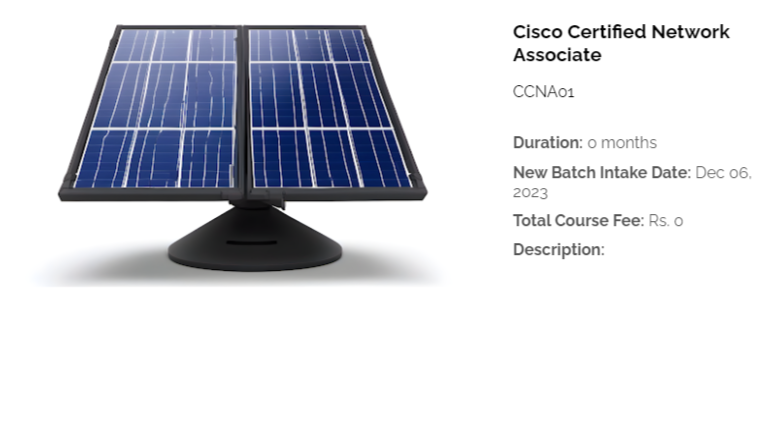 Cisco Certified Network
Associate
CCNA01
Duration: 0 months
New Batch Intake Date: Dec 06,
2023
Total Course Fee: Rs. 0
Description: